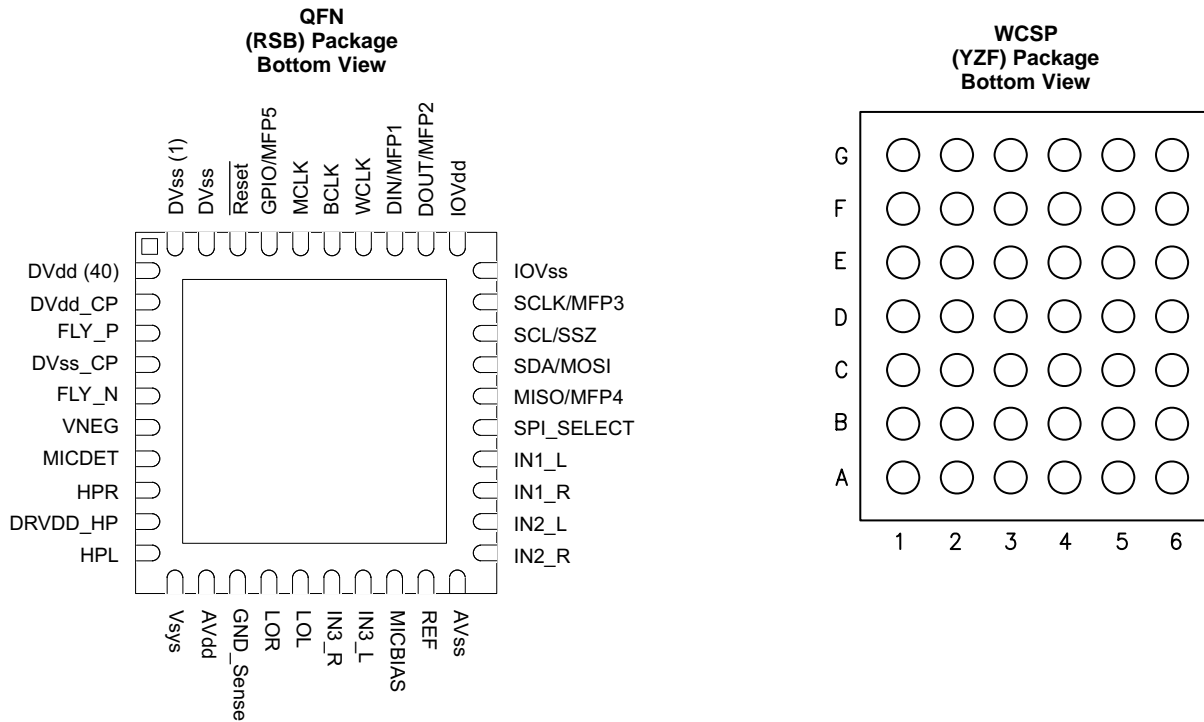 QFN
(RSB) Package
Bottom View
DVss (1)
DVss
Reset
GPIO/MFP5
MCLK
BCLK
WCLK
DIN/MFP1
DOUT/MFP2
IOVdd
DVdd (40)
DVdd_CP
FLY_P
DVss_CP
FLY_N
VNEG
MICDET
HPR
DRVDD_HP
HPL
IOVss
SCLK/MFP3
SCL/SSZ
SDA/MOSI
MISO/MFP4
SPI_SELECT
IN1_L
IN1_R
IN2_L
IN2_R
Vsys
AVdd
GND_Sense
LOR
LOL
IN3_R
IN3_L
MICBIAS
REF
AVss
WCSP
(YZF) Package
Bottom View
G
F
E
D
C
B
A
1 2 3 4 5 6